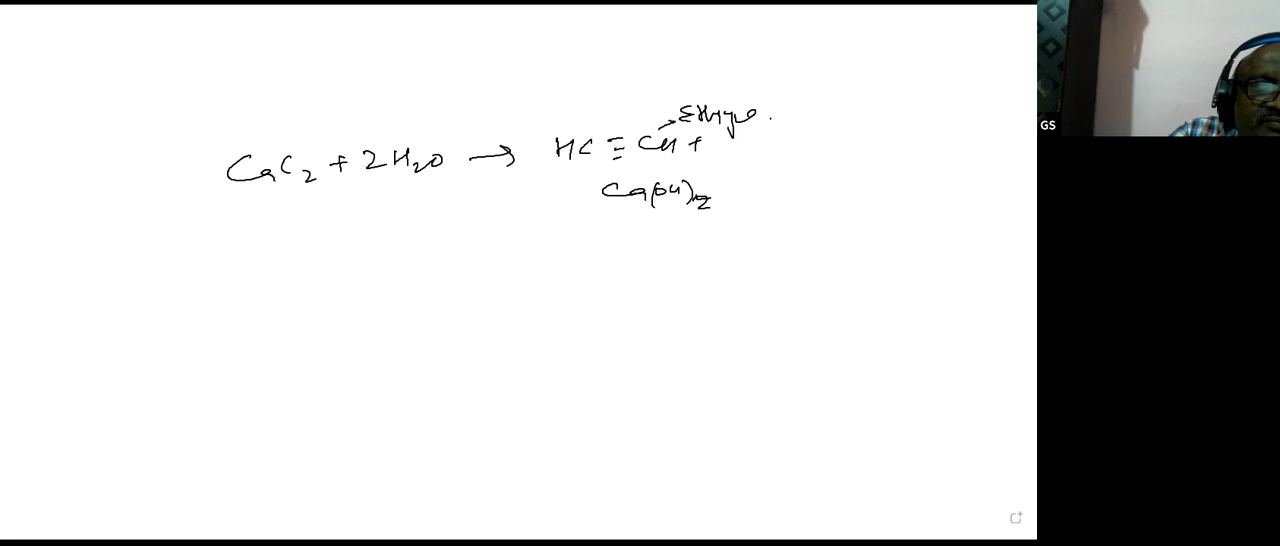 → Ethyne.
CaC₂ + 2H₂O → HC ≡ CH +
Ca(OH)₂
GS